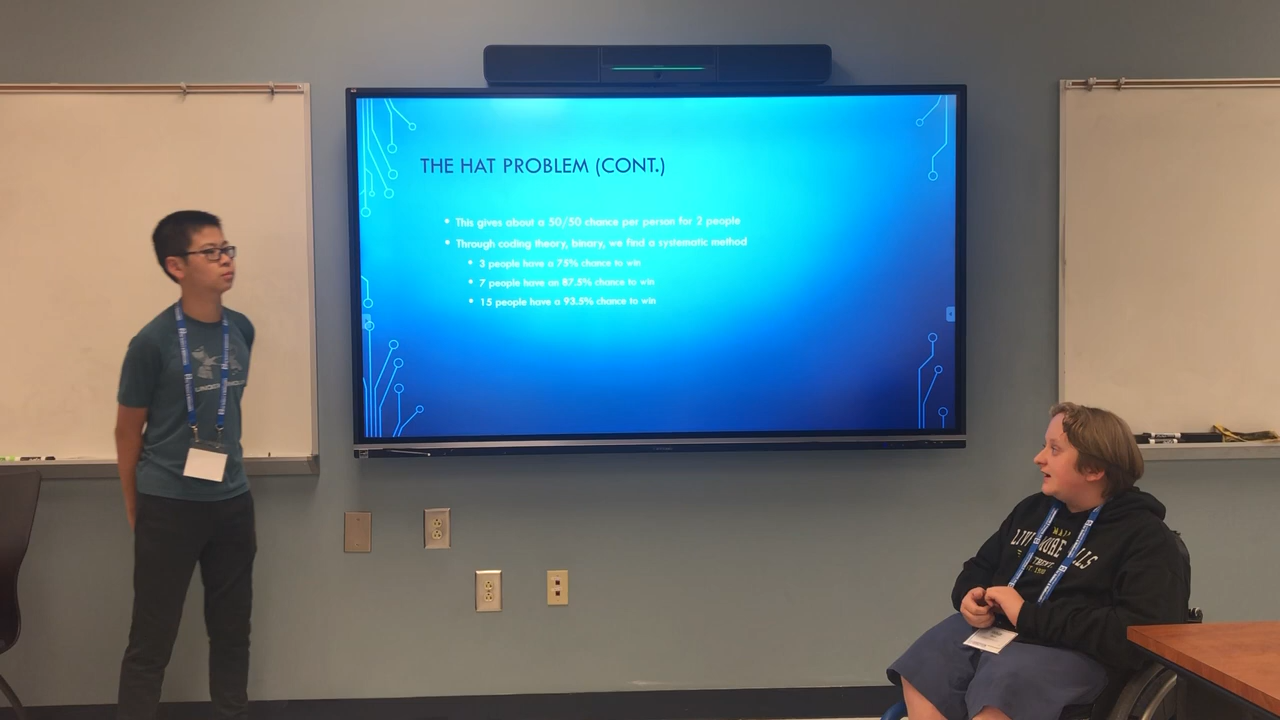 THE HAT PROBLEM (CONT.)
This gives about a 50/50 chance per person for 2 people
Through coding theory, binary, we find a systematic method
3 people have a 75% chance to win
7 people have an 87.5% chance to win
15 people have a 93.5% chance to win